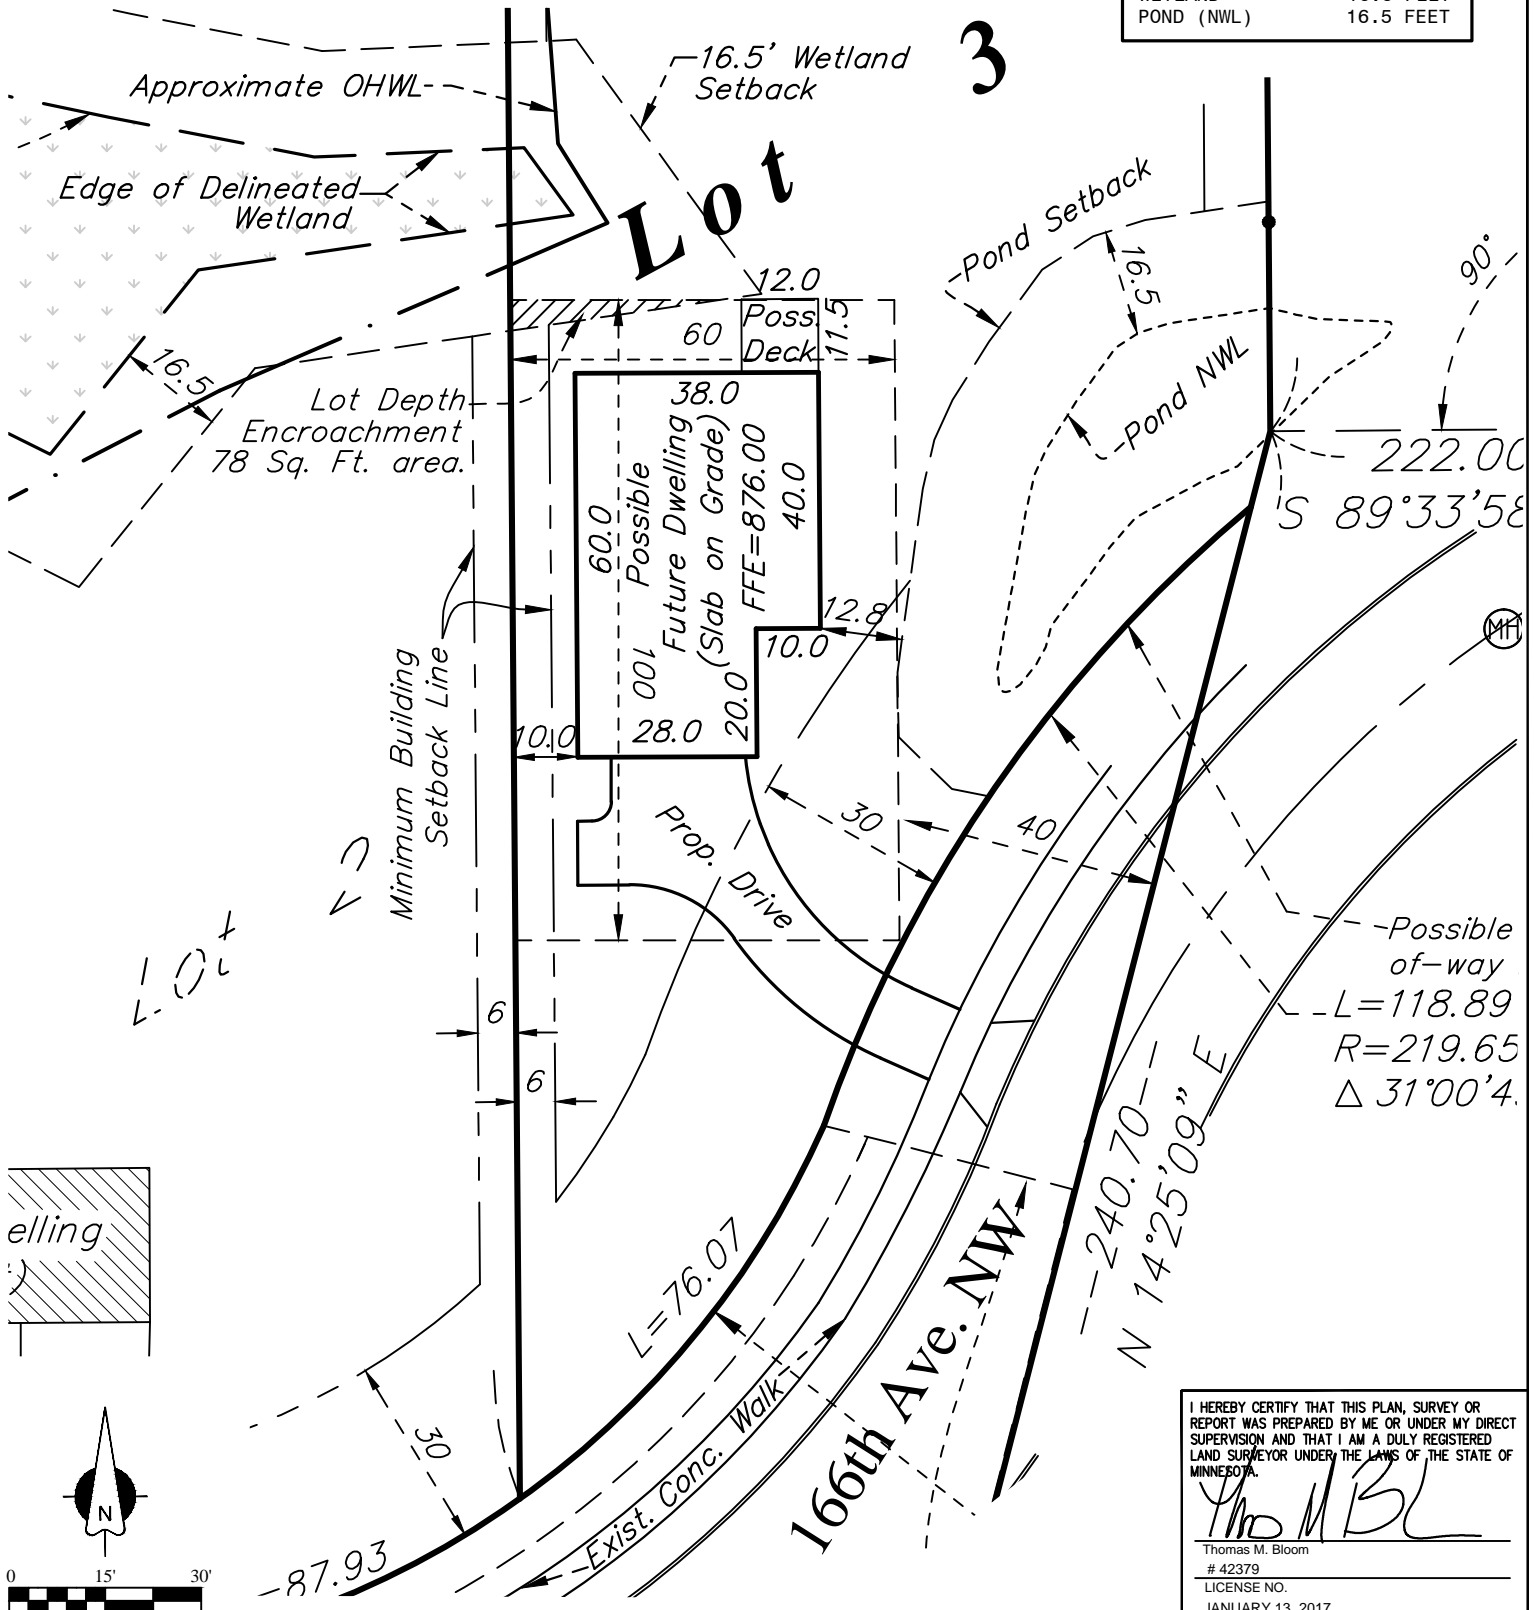 POND (NWL) 16.5 FEET
3
16.5' Wetland
Setback
Approximate OHWL
Lot
Edge of Delineated
Wetland
Pond Setback
16.5
90°
12.0
Poss.
Deck
11.5
60
Pond NWL
16.5
Lot Depth
Encroachment
78 Sq. Ft. area.
38.0
222.00
S 89°33'58
60.0
Possible
Future Dwelling
(Slab on Grade)
FFE=876.00
40.0
MH
12.8
10.0
100
20.0
28.0
10.0
Minimum Building
Setback Line
Prop. Drive
30
40
Lot 2
Possible
of-way
L=118.89
R=219.65
Δ 31°00'4
6
6
240.70
N 14°25'09" E
elling
L=76.07
166th Ave. NW
30
Exist. Conc. Walk
87.93
N
0 15' 30'
I HEREBY CERTIFY THAT THIS PLAN, SURVEY OR
REPORT WAS PREPARED BY ME OR UNDER MY DIRECT
SUPERVISION AND THAT I AM A DULY REGISTERED
LAND SURVEYOR UNDER THE LAWS OF THE STATE OF
MINNESOTA.
Thomas M. Bloom
# 42379
LICENSE NO.
JANUARY 13, 2017